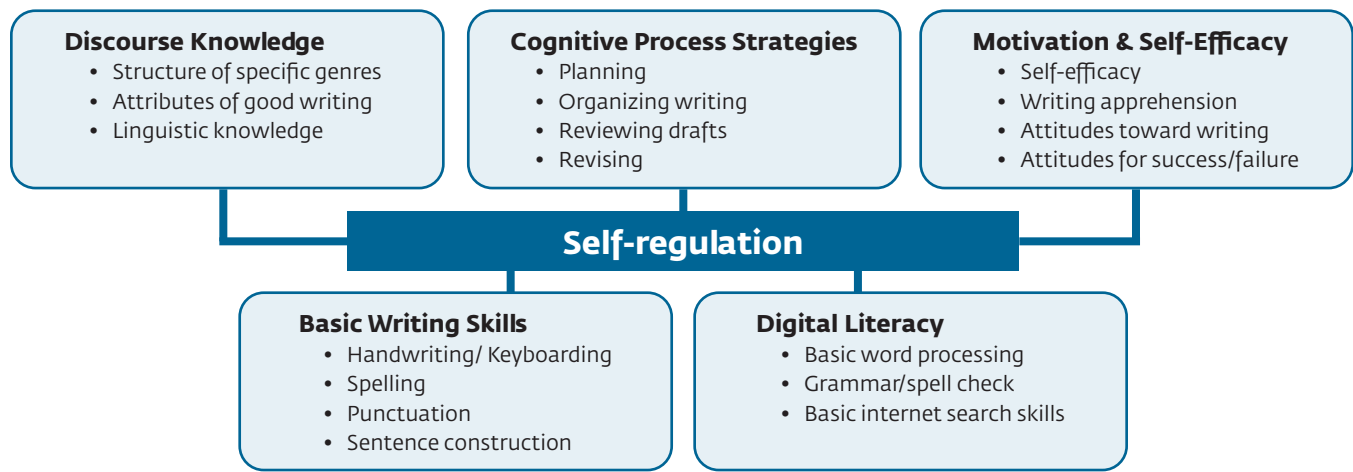 Discourse Knowledge
• Structure of specific genres
• Attributes of good writing
• Linguistic knowledge
Cognitive Process Strategies
• Planning
• Organizing writing
• Reviewing drafts
• Revising
Motivation & Self-Efficacy
• Self-efficacy
• Writing apprehension
• Attitudes toward writing
• Attitudes for success/failure
Self-regulation
Basic Writing Skills
• Handwriting/ Keyboarding
• Spelling
• Punctuation
• Sentence construction
Digital Literacy
• Basic word processing
• Grammar/spell check
• Basic internet search skills